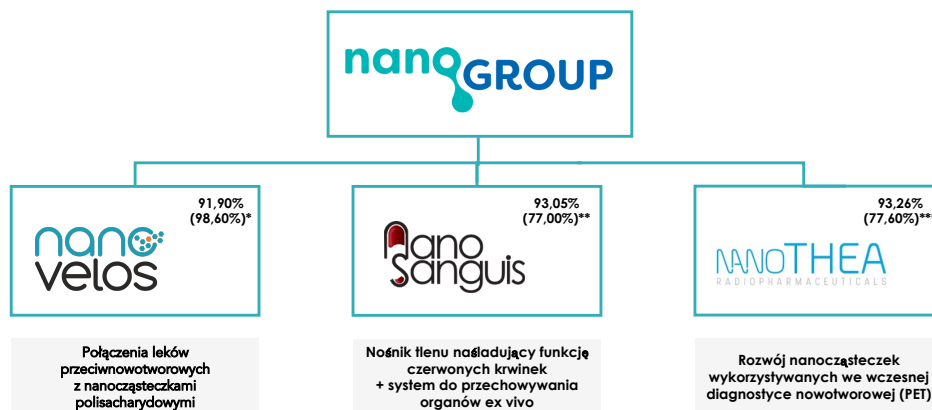 nanoGROUP
91,90%
(98,60%)*
nano
velos
93,05%
(77,00%)**
Nano
Sanguis
93,26%
(77,60%)**
NANOTHEA
RADIOPHARMACEUTICALS
Połączenia leków
przeciwnowotworowych
z nanocząsteczkami
polisacharydowymi
Nośnik tlenu naśladujący funkcję
czerwonych krwinek
+ system do przechowywania
organów ex vivo
Rozwój nanocząsteczek
wykorzystywanych we wczesnej
diagnostyce nowotworowej (PET)